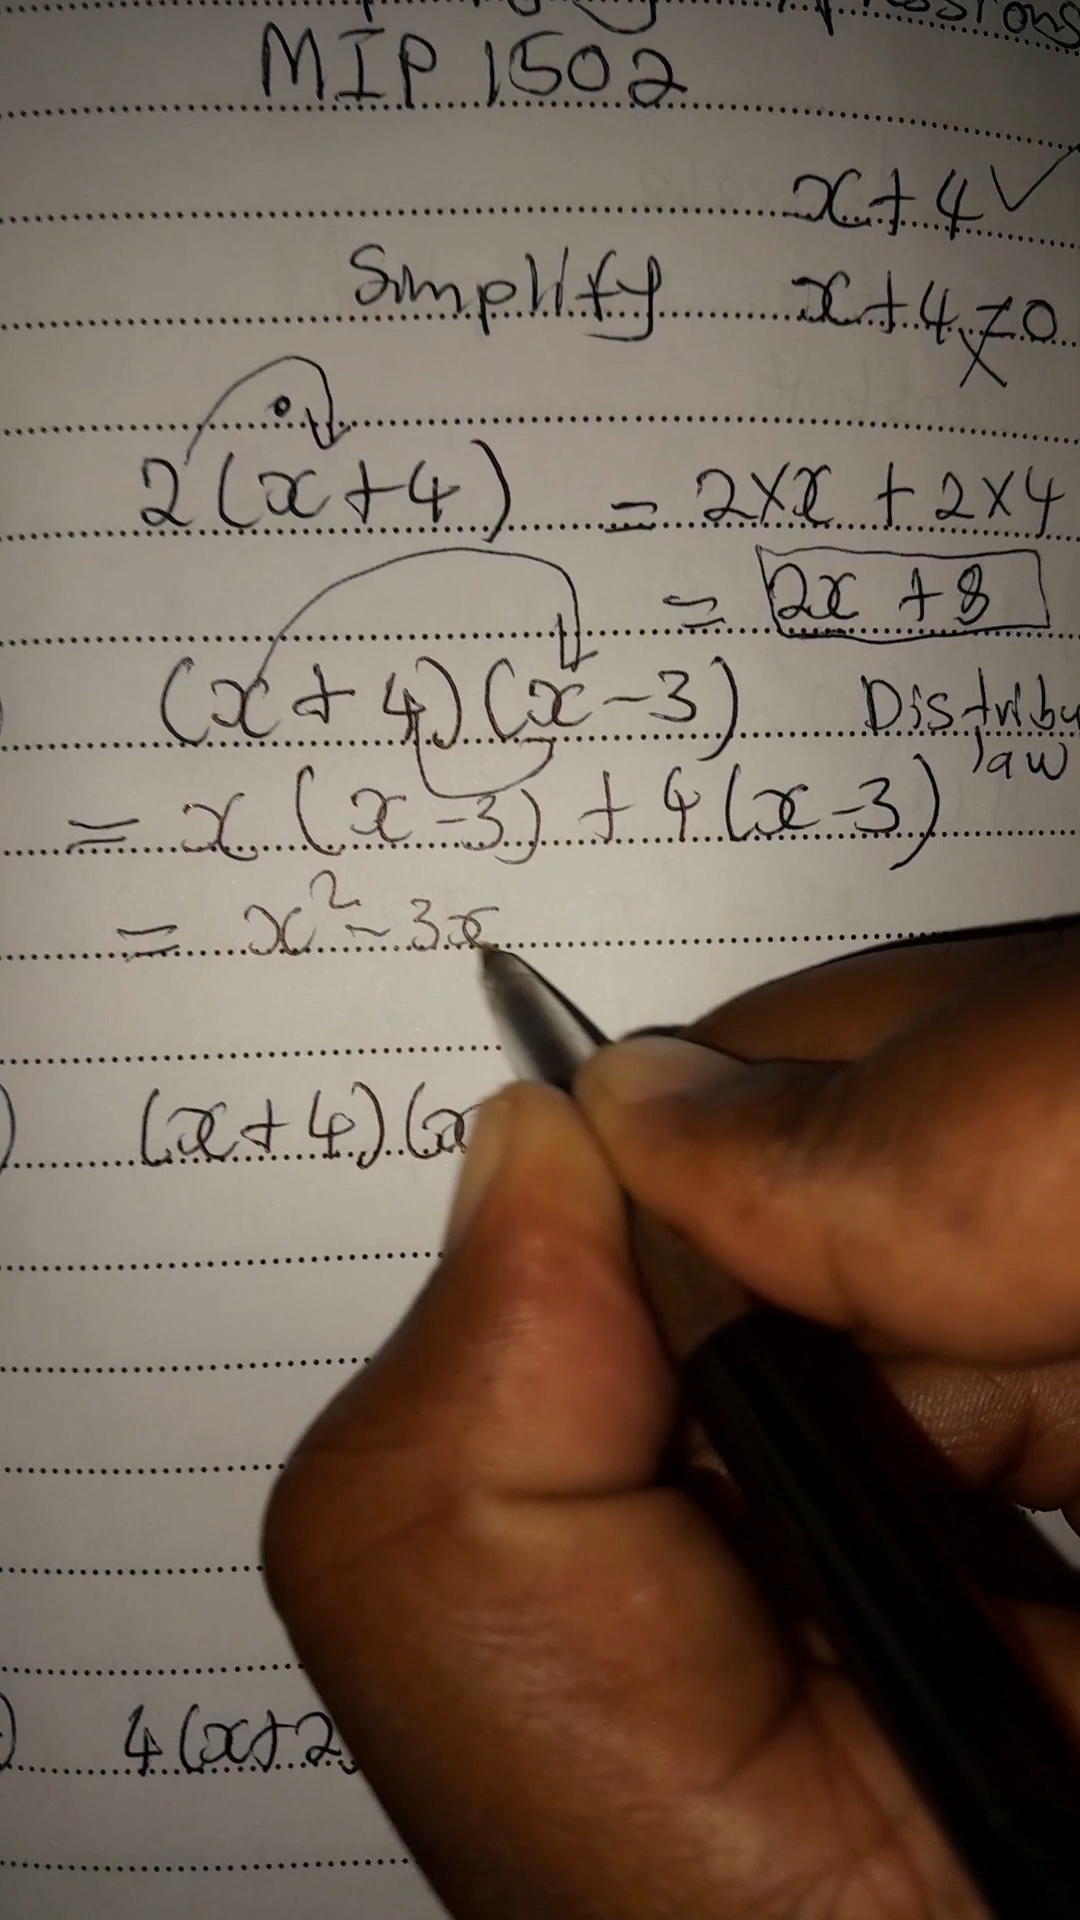 MIP 1502
x+4 ✓
Simplify x+4≠0
2(x+4) = 2×x + 2×4
= 2x + 8
(x+4)(x-3)
law
= x(x-3) + 4(x-3)
= x²-3x
(x+4)(x
4(x+2